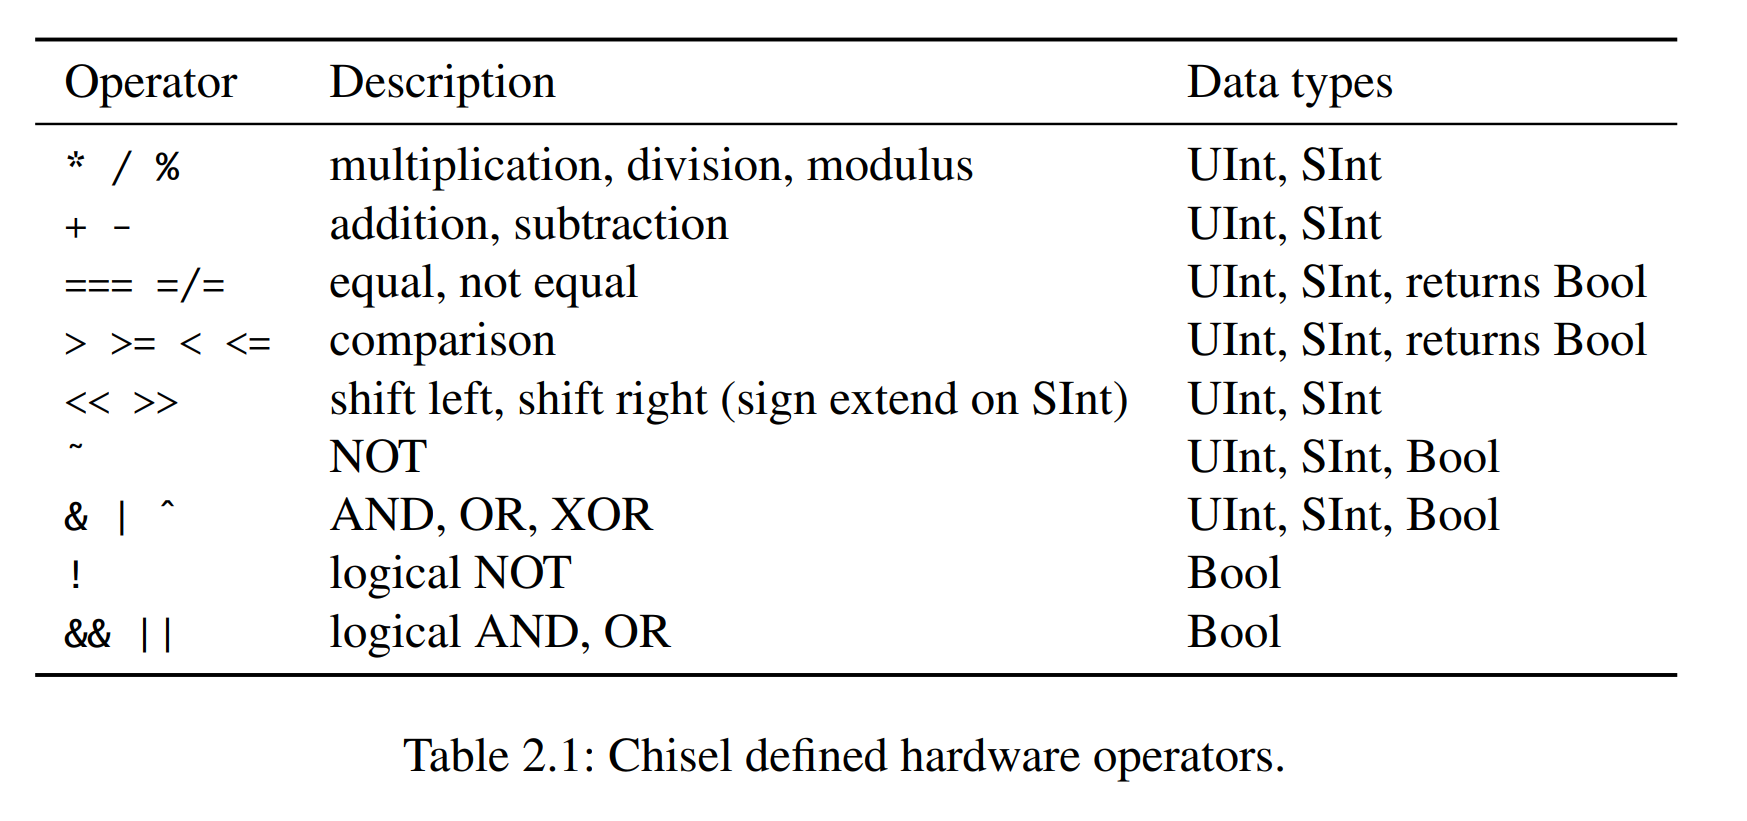 Operator Description Data types
* / % multiplication, division, modulus UInt, SInt
+ - addition, subtraction UInt, SInt
=== =/= equal, not equal UInt, SInt, returns Bool
> >= < <= comparison UInt, SInt, returns Bool
<< >> shift left, shift right (sign extend on SInt) UInt, SInt
~ NOT UInt, SInt, Bool
& | ^ AND, OR, XOR UInt, SInt, Bool
! logical NOT Bool
&& || logical AND, OR Bool
Table 2.1: Chisel defined hardware operators.